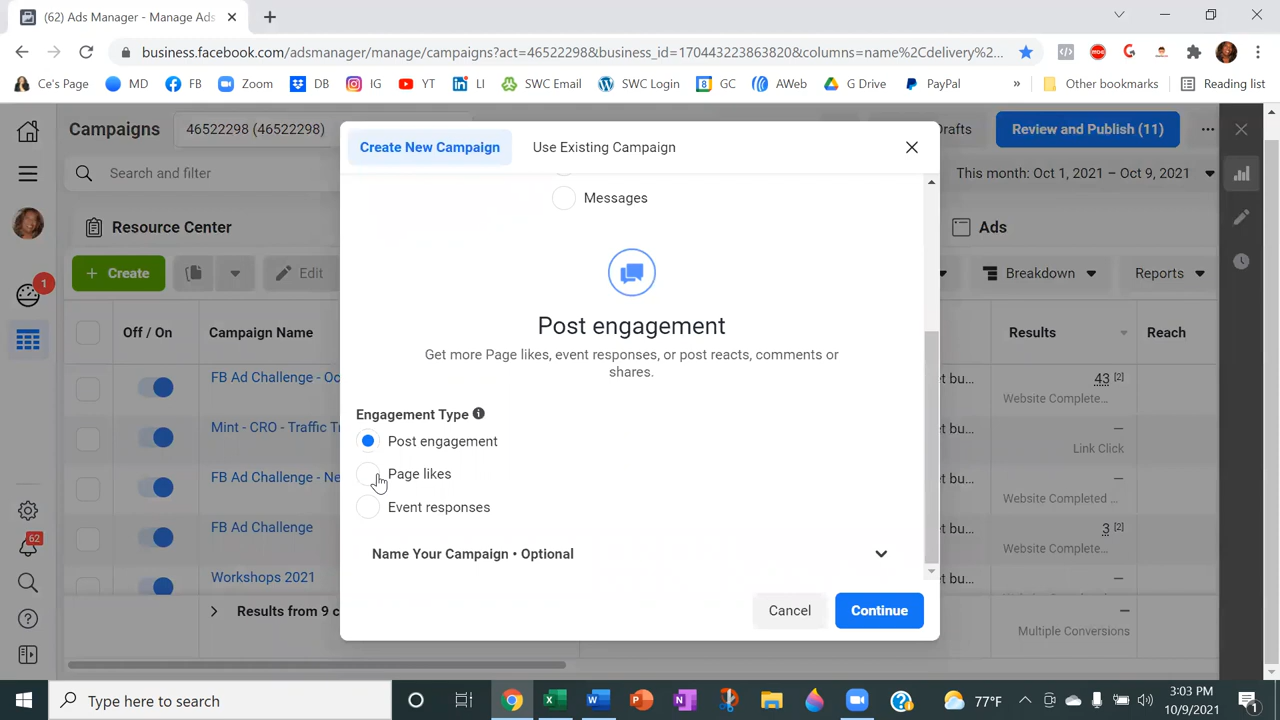 (62) Ads Manager - Manage Ads
business.facebook.com/adsmanager/manage/campaigns?act=46522298&business_id=170443223863820&columns=name%2Cdelivery%2...
Ce's Page MD FB Zoom DB IG YT LI SWC Email SWC Login GC AWeb G Drive PayPal » Other bookmarks Reading list
Campaigns 46522298 (46522298) Drafts Review and Publish (11)
Create New Campaign Use Existing Campaign
Search and filter This month: Oct 1, 2021 – Oct 9, 2021
Messages
Resource Center Ads
+ Create Edit Breakdown Reports
1
Post engagement
Get more Page likes, event responses, or post reacts, comments or
shares.
Off / On Campaign Name Results Reach
FB Ad Challenge - Oc et bu... 43 [2]
Website Complete...
Engagement Type
Mint - CRO - Traffic T et bu... —
Link Click
Post engagement
Page likes
FB Ad Challenge - Ne et bu... —
Website Completed ...
Event responses
FB Ad Challenge et bu... 3 [2]
Website Complete...
62
Name Your Campaign • Optional
Workshops 2021 et bu... —
Results from 9 c —
Multiple Conversions
Cancel Continue
Type here to search 77°F 3:03 PM
10/9/2021
1